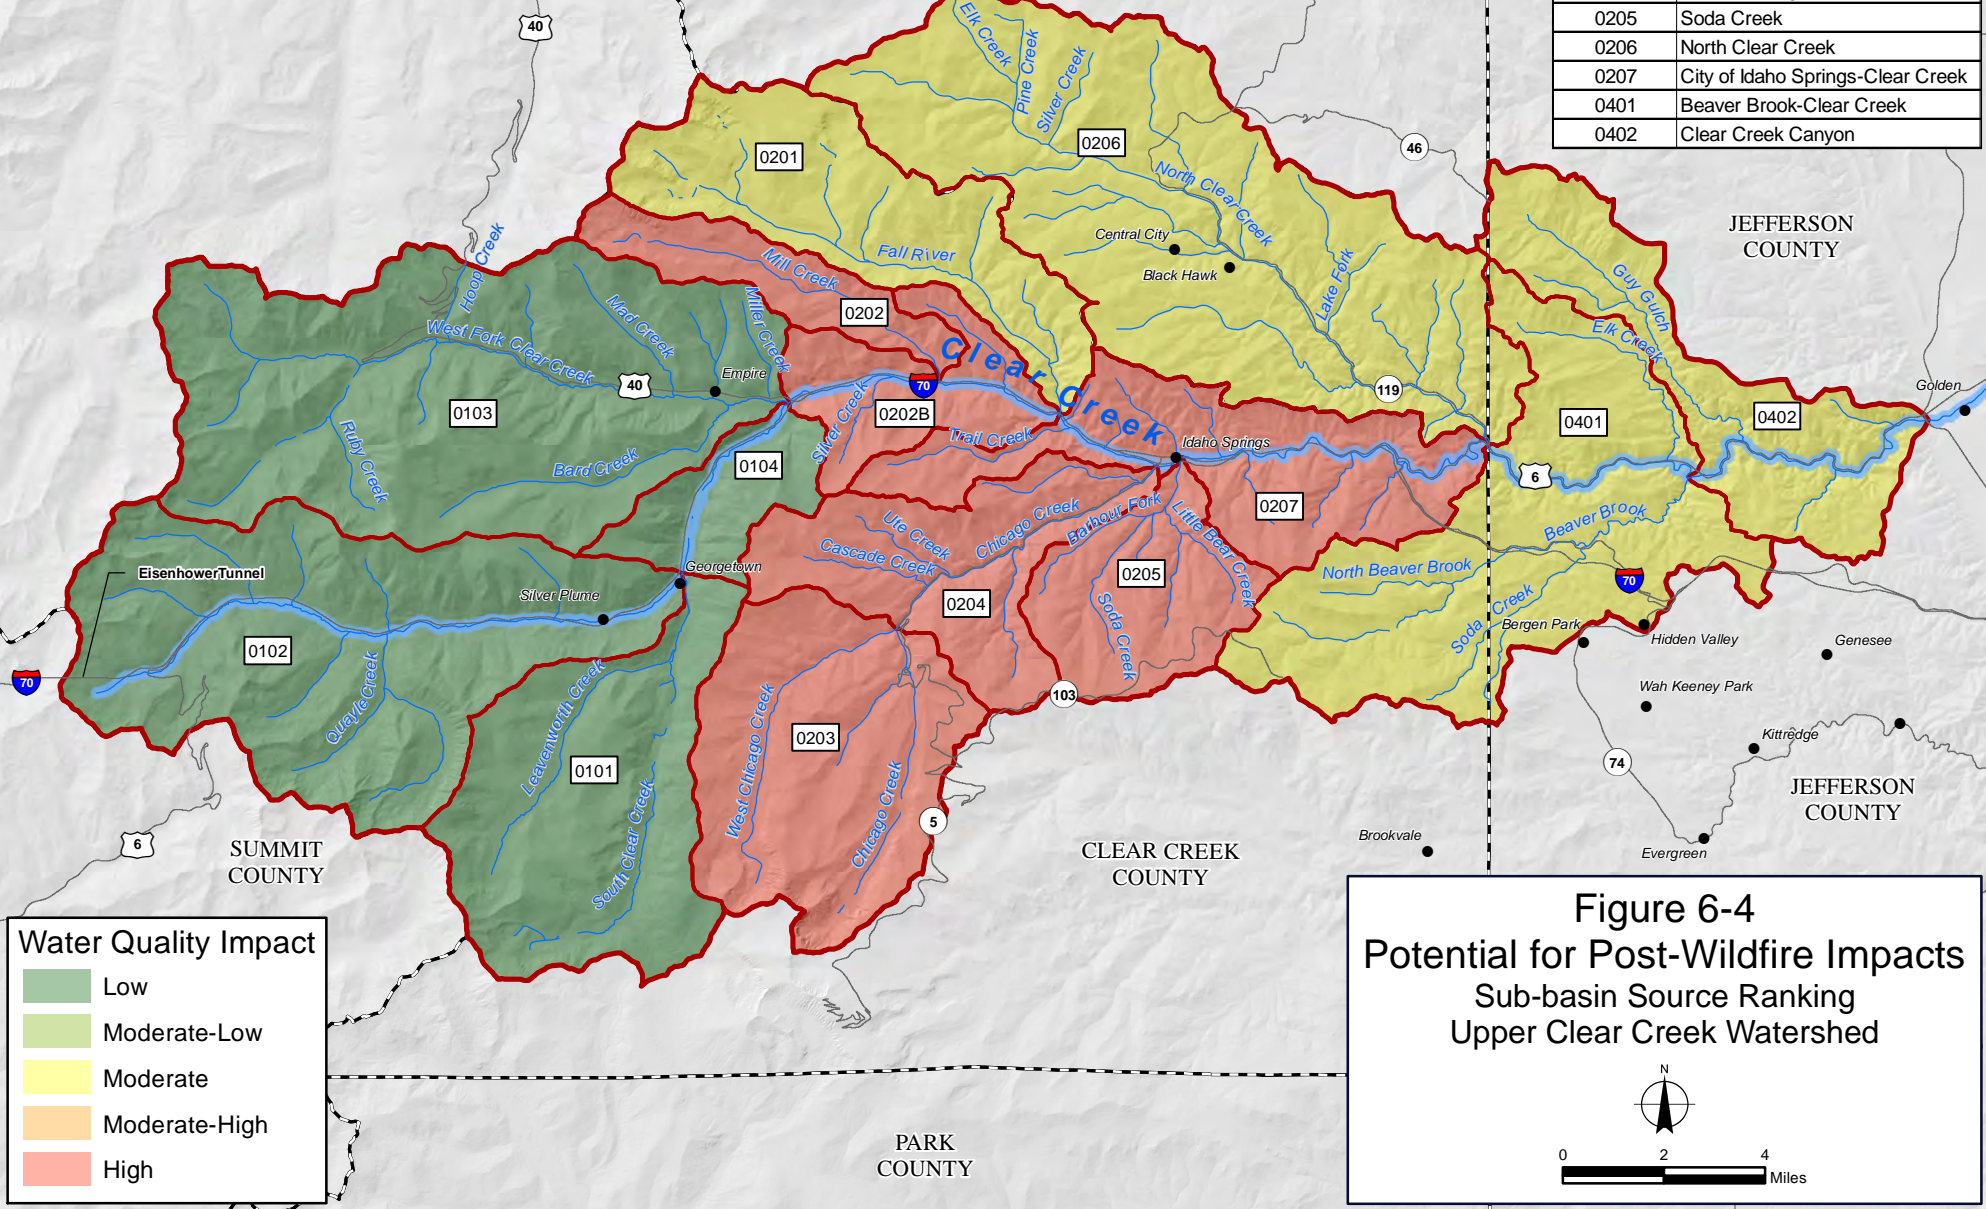 0205 Soda Creek
0206 North Clear Creek
0207 City of Idaho Springs-Clear Creek
0401 Beaver Brook-Clear Creek
0402 Clear Creek Canyon
40
Elk Creek
Pine Creek
Silver Creek
0201
0206
46
North Clear Creek
JEFFERSON
COUNTY
Central City
Black Hawk
Fall River
Lake Fork
Guy Gulch
Elk Creek
Hoop Creek
Mill Creek
0202
Mad Creek
Miller Creek
West Fork Clear Creek
40
Empire
70
Clear Creek
119
Golden
0103
0202B
0401
0402
Ruby Creek
Bard Creek
0104
Silver Creek
Trail Creek
Idaho Springs
6
0207
Chicago Creek
Barbour Fork
Little Bear Creek
Ute Creek
Cascade Creek
Beaver Brook
North Beaver Brook
Eisenhower Tunnel
Georgetown
Silver Plume
0205
0204
Soda Creek
70
Soda Creek
Bergen Park
Hidden Valley
Genesee
0102
70
Quayle Creek
Leavenworth Creek
103
Wah Keeney Park
Kittredge
74
0101
0203
West Chicago Creek
Chicago Creek
South Clear Creek
5
JEFFERSON
COUNTY
6
SUMMIT
COUNTY
CLEAR CREEK
COUNTY
Brookvale
Evergreen
PARK
COUNTY
Water Quality Impact
Low
Moderate-Low
Moderate
Moderate-High
High
Figure 6-4
Potential for Post-Wildfire Impacts
Sub-basin Source Ranking
Upper Clear Creek Watershed
N
0 2 4
Miles